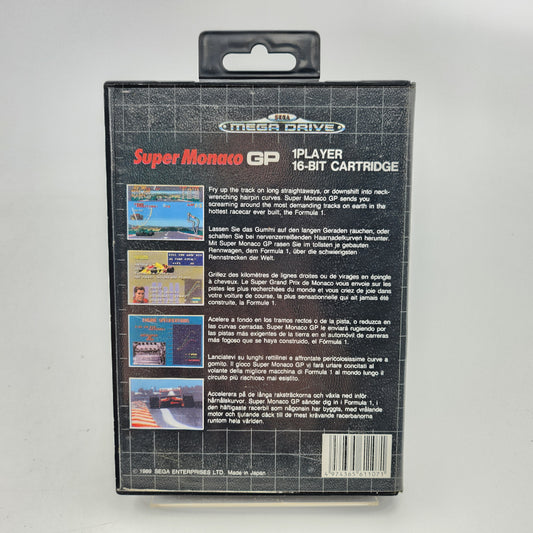 SEGA
MEGA DRIVE
Super Monaco GP
1PLAYER
16-BIT CARTRIDGE
Fry up the track on long straightaways, or downshift into neck-
wrenching hairpin curves. Super Monaco GP sends you
screaming around the most demanding tracks on earth in the
hottest racecar ever built, the Formula 1.
Lassen Sie das Gummi auf den langen Geraden rauchen, oder
schalten Sie bei nervenzerreißenden Haarnadelkurven herunter.
Mit Super Monaco GP rasen Sie im tollsten je gebauten
Rennwagen, dem Formula 1, über die schwierigsten
Rennstrecken der Welt.
Grillez des kilomètres de lignes droites ou de virages en épingle
à cheveux. Le Super Grand Prix de Monaco vous envoie sur les
pistes les plus recherchées du monde et vous criez de joie dans
votre voiture de course, la plus sensationnelle qui ait jamais été
construite, la Formula 1.
Acelere a fondo en los tramos rectos o de la pista, o reduzca en
las curvas cerradas. Super Monaco GP le enviará rugiendo por
las pistas más exigentes de la tierra en el automóvil de carreras
más fogoso que se haya construido, el Formula 1.
Lanciatevi su lunghi rettilinei e affrontate pericolosissime curve a
gomito. Il gioco Super Monaco GP vi farà urlare concitati al
volante della migliore macchina di Formula 1 al mondo lungo il
circuito più rischioso mai esistito.
Accelerera på de långa raksträckorna och växla ned inför
hårnålskurvor. Super Monaco GP sänder dig in i Formula 1, i
den häftigaste racerbil som någonsin har byggts, med vrålande
motor och tjutande däck till de mest krävande racerbanorna
runtom hela världen.
© 1989 SEGA ENTERPRISES LTD. Made in Japan
4 974365 611071